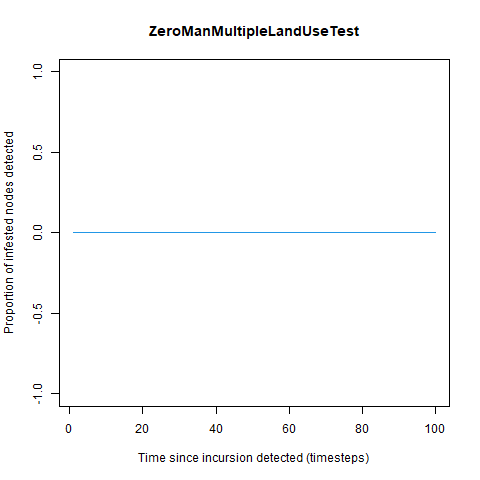 ZeroManMultipleLandUseTest
Proportion of infested nodes detected
1.0
0.5
0.0
-0.5
-1.0
0 20 40 60 80 100
Time since incursion detected (timesteps)